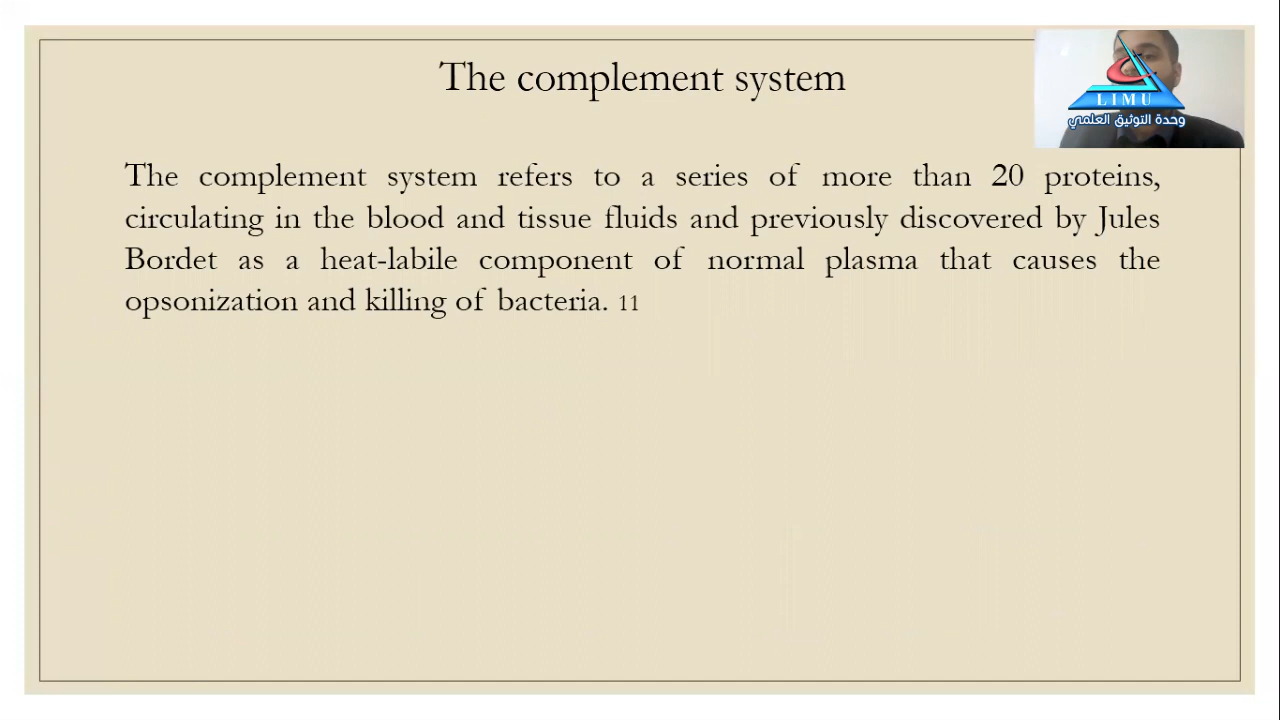 The complement system
LIMU
وحدة التوثيق العلمي
The complement system refers to a series of more than 20 proteins,
circulating in the blood and tissue fluids and previously discovered by Jules
Bordet as a heat-labile component of normal plasma that causes the
opsonization and killing of bacteria. 11